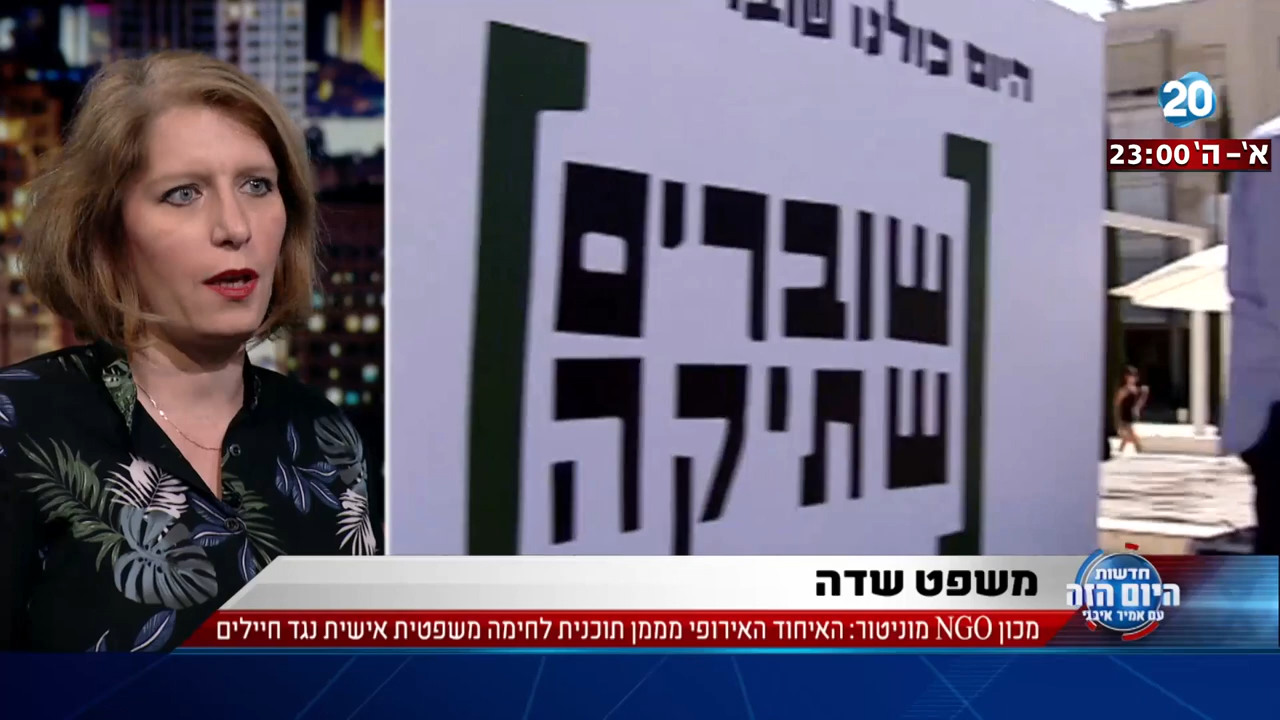 היום כולנו
שוברים
שתיקה
20
א'-ה' 23:00
משפט שדה
מכון NGO מוניטור: האיחוד האירופי מממן תוכנית לחימה משפטית אישית נגד חיילים
חדשות
היום הזה
עם אמיר איבגי